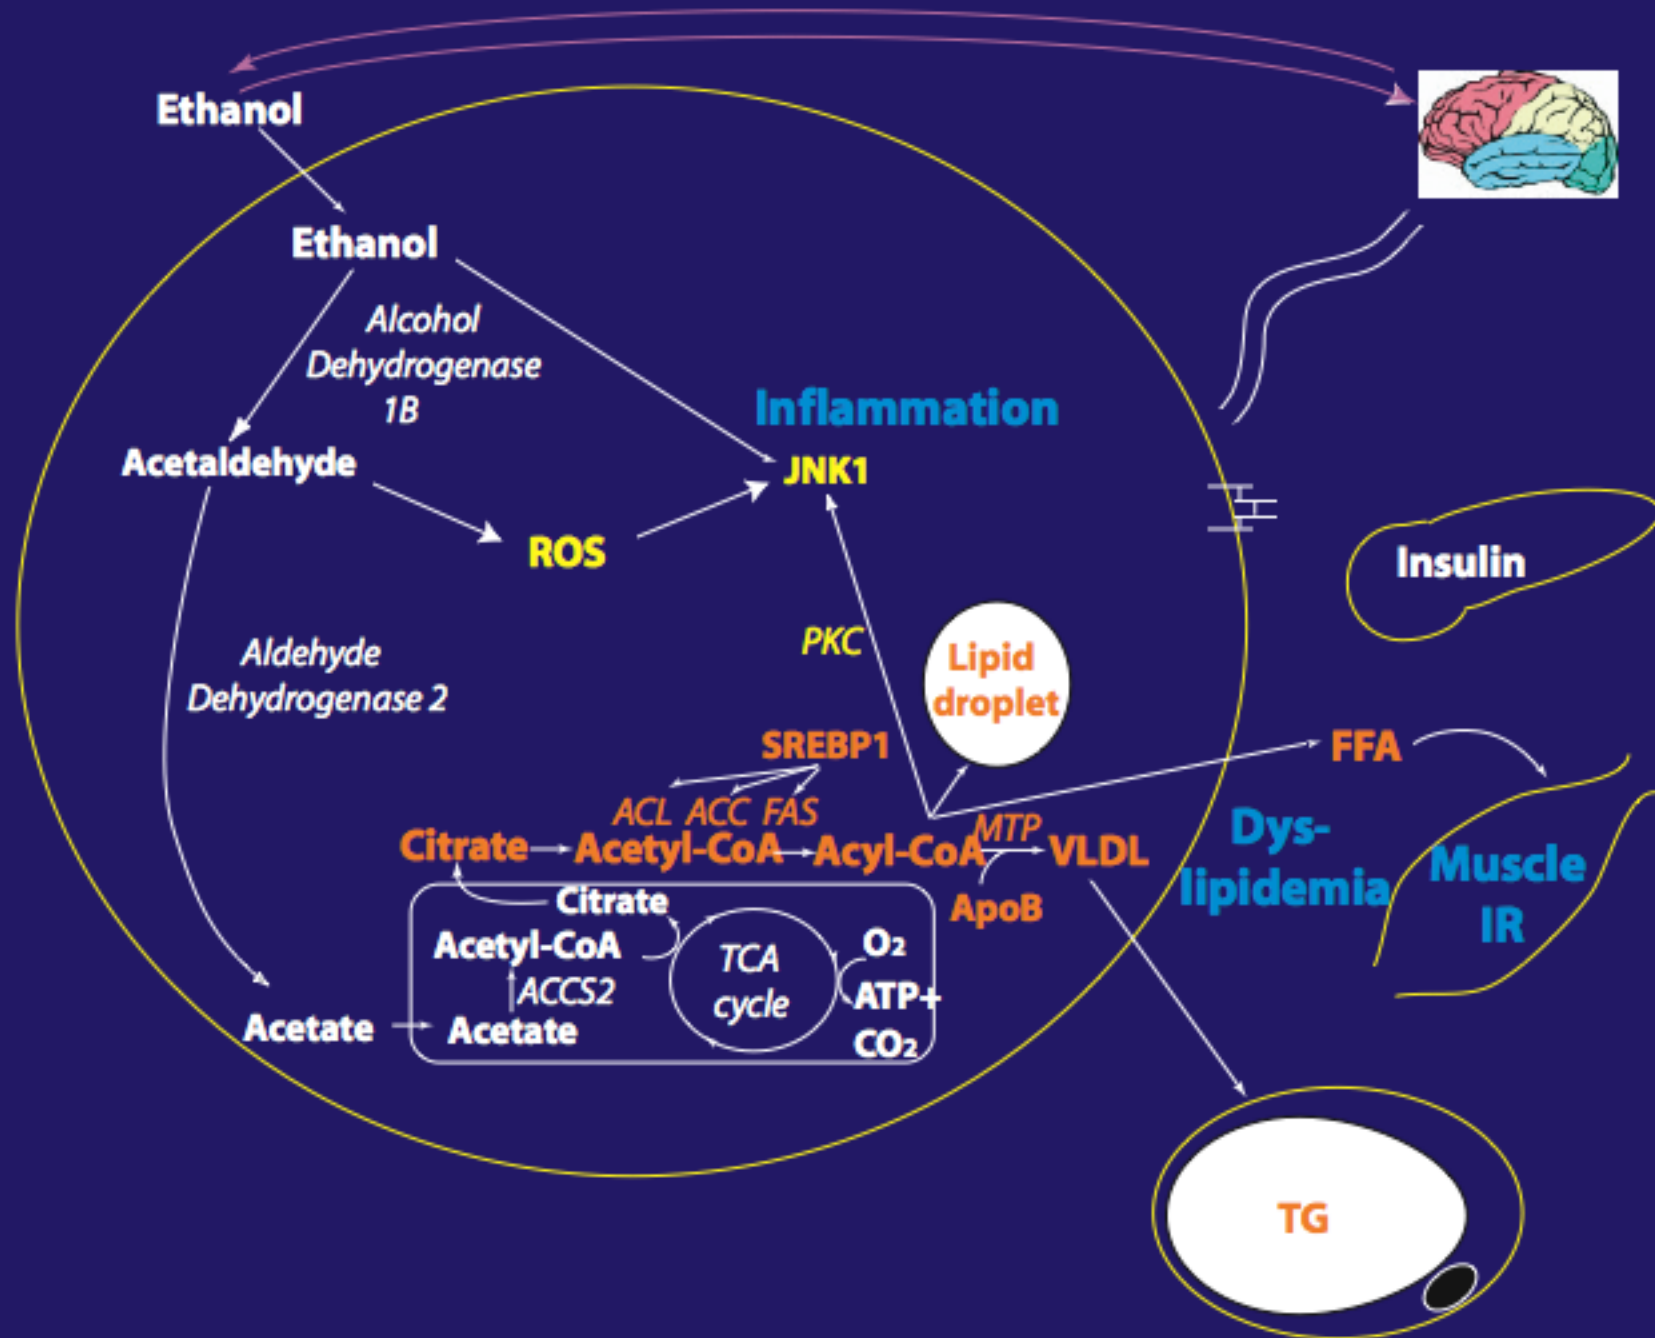 Ethanol
Ethanol
Alcohol
Dehydrogenase
1B
Inflammation
Acetaldehyde
JNK1
ROS
Insulin
PKC
Aldehyde
Dehydrogenase 2
Lipid
droplet
SREBP1
FFA
ACL ACC FAS
MTP
Citrate
Acetyl-CoA
Acyl-CoA
VLDL
Dys-
lipidemia
Muscle
IR
Citrate
ApoB
Acetyl-CoA
TCA
cycle
O2
ACCS2
ATP+
Acetate
Acetate
CO2
TG